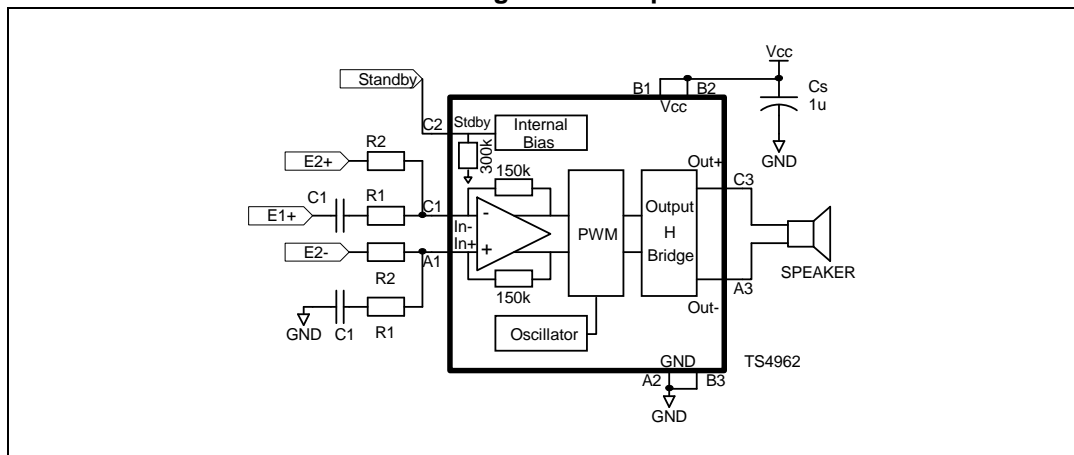 Vcc
Standby
B1
B2
Vcc
Cs
1u
C2
Stdby
Internal
Bias
300k
GND
R2
E2+
150k
Out+
C3
C1
R1
C1
E1+
In-
-
In+
+
PWM
Output
H
Bridge
E2-
A1
R2
SPEAKER
150k
A3
Out-
GND
C1
R1
Oscillator
GND
TS4962
A2
B3
GND